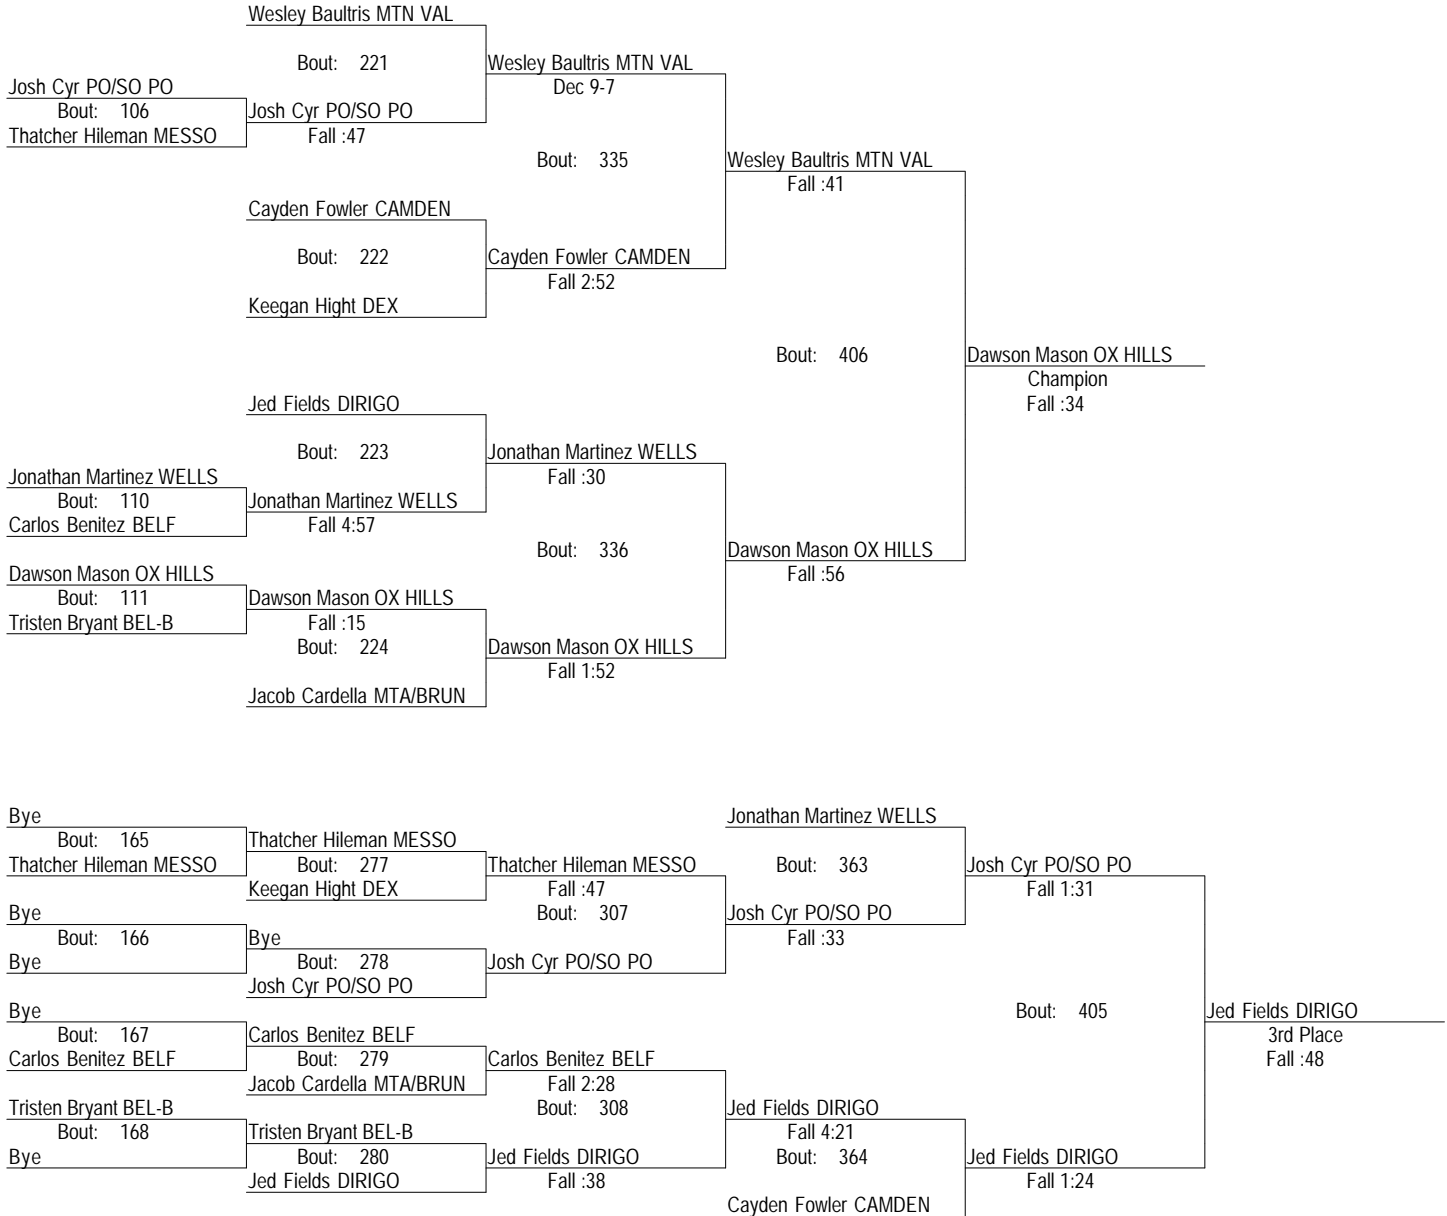 Wesley Baultris MTN VAL
Bout: 221
Wesley Baultris MTN VAL
Josh Cyr PO/SO PO
Dec 9-7
Bout: 106
Josh Cyr PO/SO PO
Thatcher Hileman MESSO
Fall :47
Bout: 335
Wesley Baultris MTN VAL
Fall :41
Cayden Fowler CAMDEN
Bout: 222
Cayden Fowler CAMDEN
Fall 2:52
Keegan Hight DEX
Bout: 406
Dawson Mason OX HILLS
Champion
Fall :34
Jed Fields DIRIGO
Bout: 223
Jonathan Martinez WELLS
Jonathan Martinez WELLS
Fall :30
Bout: 110
Jonathan Martinez WELLS
Carlos Benitez BELF
Fall 4:57
Bout: 336
Dawson Mason OX HILLS
Dawson Mason OX HILLS
Fall :56
Bout: 111
Dawson Mason OX HILLS
Tristen Bryant BEL-B
Fall :15
Bout: 224
Dawson Mason OX HILLS
Fall 1:52
Jacob Cardella MTA/BRUN
Bye
Jonathan Martinez WELLS
Bout: 165
Thatcher Hileman MESSO
Thatcher Hileman MESSO
Bout: 277
Thatcher Hileman MESSO
Bout: 363
Josh Cyr PO/SO PO
Keegan Hight DEX
Fall :47
Fall 1:31
Bye
Bout: 307
Josh Cyr PO/SO PO
Bout: 166
Bye
Fall :33
Bye
Bout: 278
Josh Cyr PO/SO PO
Josh Cyr PO/SO PO
Bye
Bout: 405
Jed Fields DIRIGO
Bout: 167
Carlos Benitez BELF
3rd Place
Carlos Benitez BELF
Bout: 279
Carlos Benitez BELF
Fall :48
Jacob Cardella MTA/BRUN
Fall 2:28
Tristen Bryant BEL-B
Bout: 308
Jed Fields DIRIGO
Bout: 168
Tristen Bryant BEL-B
Fall 4:21
Bye
Bout: 280
Jed Fields DIRIGO
Bout: 364
Jed Fields DIRIGO
Jed Fields DIRIGO
Fall :38
Fall 1:24
Cayden Fowler CAMDEN